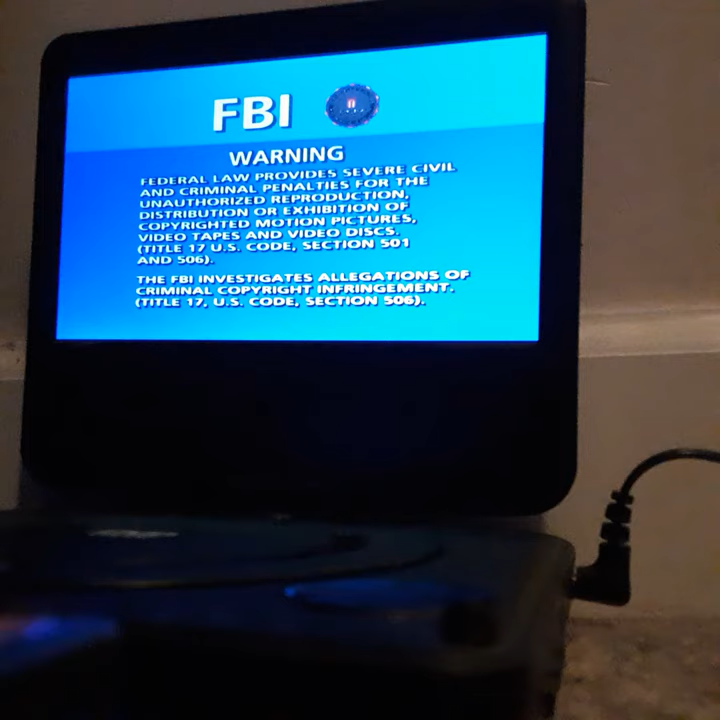 FBI
WARNING
FEDERAL LAW PROVIDES SEVERE CIVIL
AND CRIMINAL PENALTIES FOR THE
UNAUTHORIZED REPRODUCTION,
DISTRIBUTION OR EXHIBITION OF
COPYRIGHTED MOTION PICTURES,
VIDEO TAPES AND VIDEO DISCS.
(TITLE 17 U.S. CODE, SECTION 501
AND 506).
THE FBI INVESTIGATES ALLEGATIONS OF
CRIMINAL COPYRIGHT INFRINGEMENT.
(TITLE 17, U.S. CODE, SECTION 506).